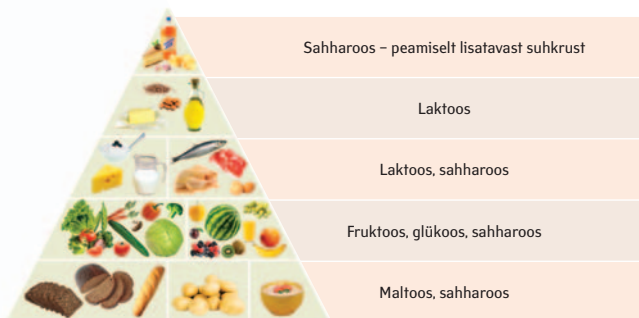 Sahharoos – peamiselt lisatavast suhkrust
Laktoos
Laktoos, sahharoos
Fruktoos, glükoos, sahharoos
Maltoos, sahharoos